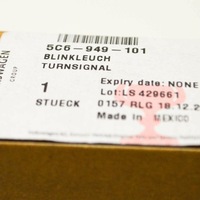 5C6-949-101
BLINKLEUCH
TURNSIGNAL
GROUP
1
STUECK
Expiry date: NONE
Lot: LS 429661
0157 RLG 18.12.2
Made in MEXICO